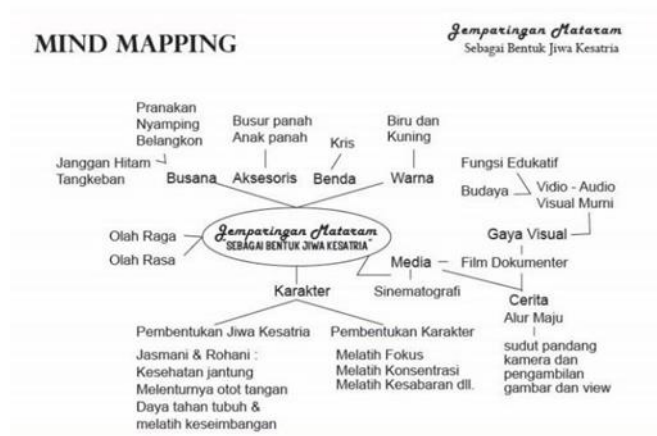 MIND MAPPING
Jemparingan Mataram
Sebagai Bentuk Jiwa Kesatria
Pranakan
Nyamping
Belangkon
Janggan Hitam
Tangkeban
Busana
Busur panah
Anak panah
Aksesoris
Kris
Benda
Biru dan
Kuning
Warna
Olah Raga
Olah Rasa
Jemparingan Mataram
"SEBAGAI BENTUK JIWA KESATRIA"
Fungsi Edukatif
Budaya
Vidio - Audio
Visual Murni
Gaya Visual
Media
Film Dokumenter
Sinematografi
Cerita
Alur Maju
sudut pandang
kamera dan
pengambilan
gambar dan view
Karakter
Pembentukan Jiwa Kesatria
Jasmani & Rohani :
Kesehatan jantung
Melenturnya otot tangan
Daya tahan tubuh &
melatih keseimbangan
Pembentukan Karakter
Melatih Fokus
Melatih Konsentrasi
Melatih Kesabaran dll.